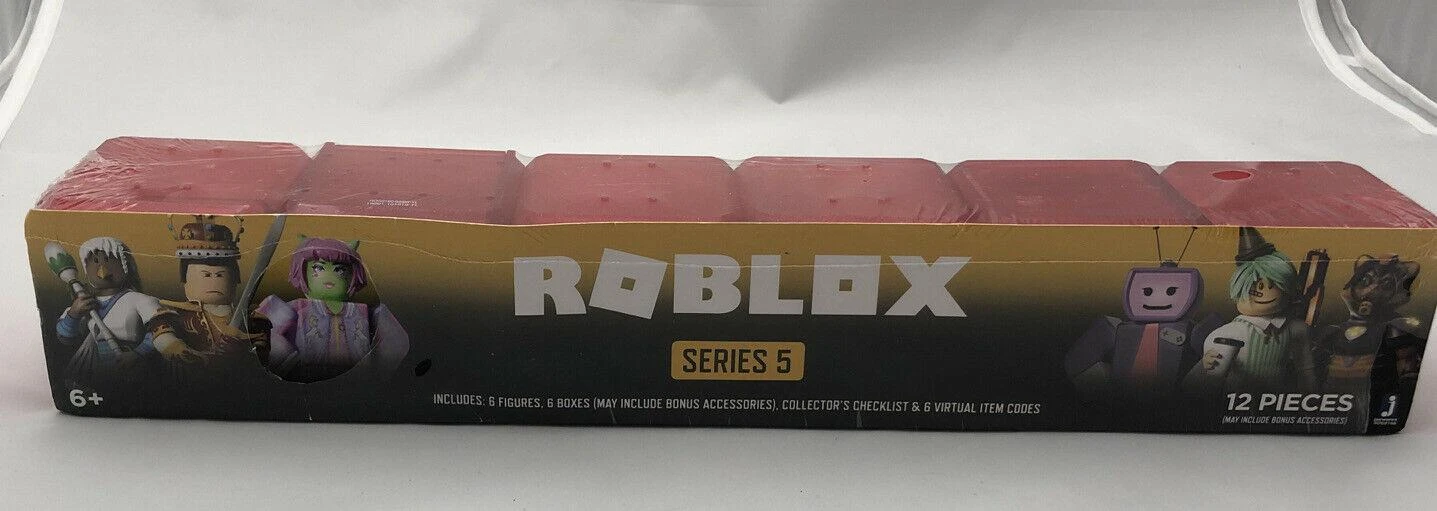 ROBLOX
SERIES 5
6+
INCLUDES: 6 FIGURES, 6 BOXES (MAY INCLUDE BONUS ACCESSORIES), COLLECTOR'S CHECKLIST & 6 VIRTUAL ITEM CODES
12 PIECES
(MAY INCLUDE BONUS ACCESSORIES)